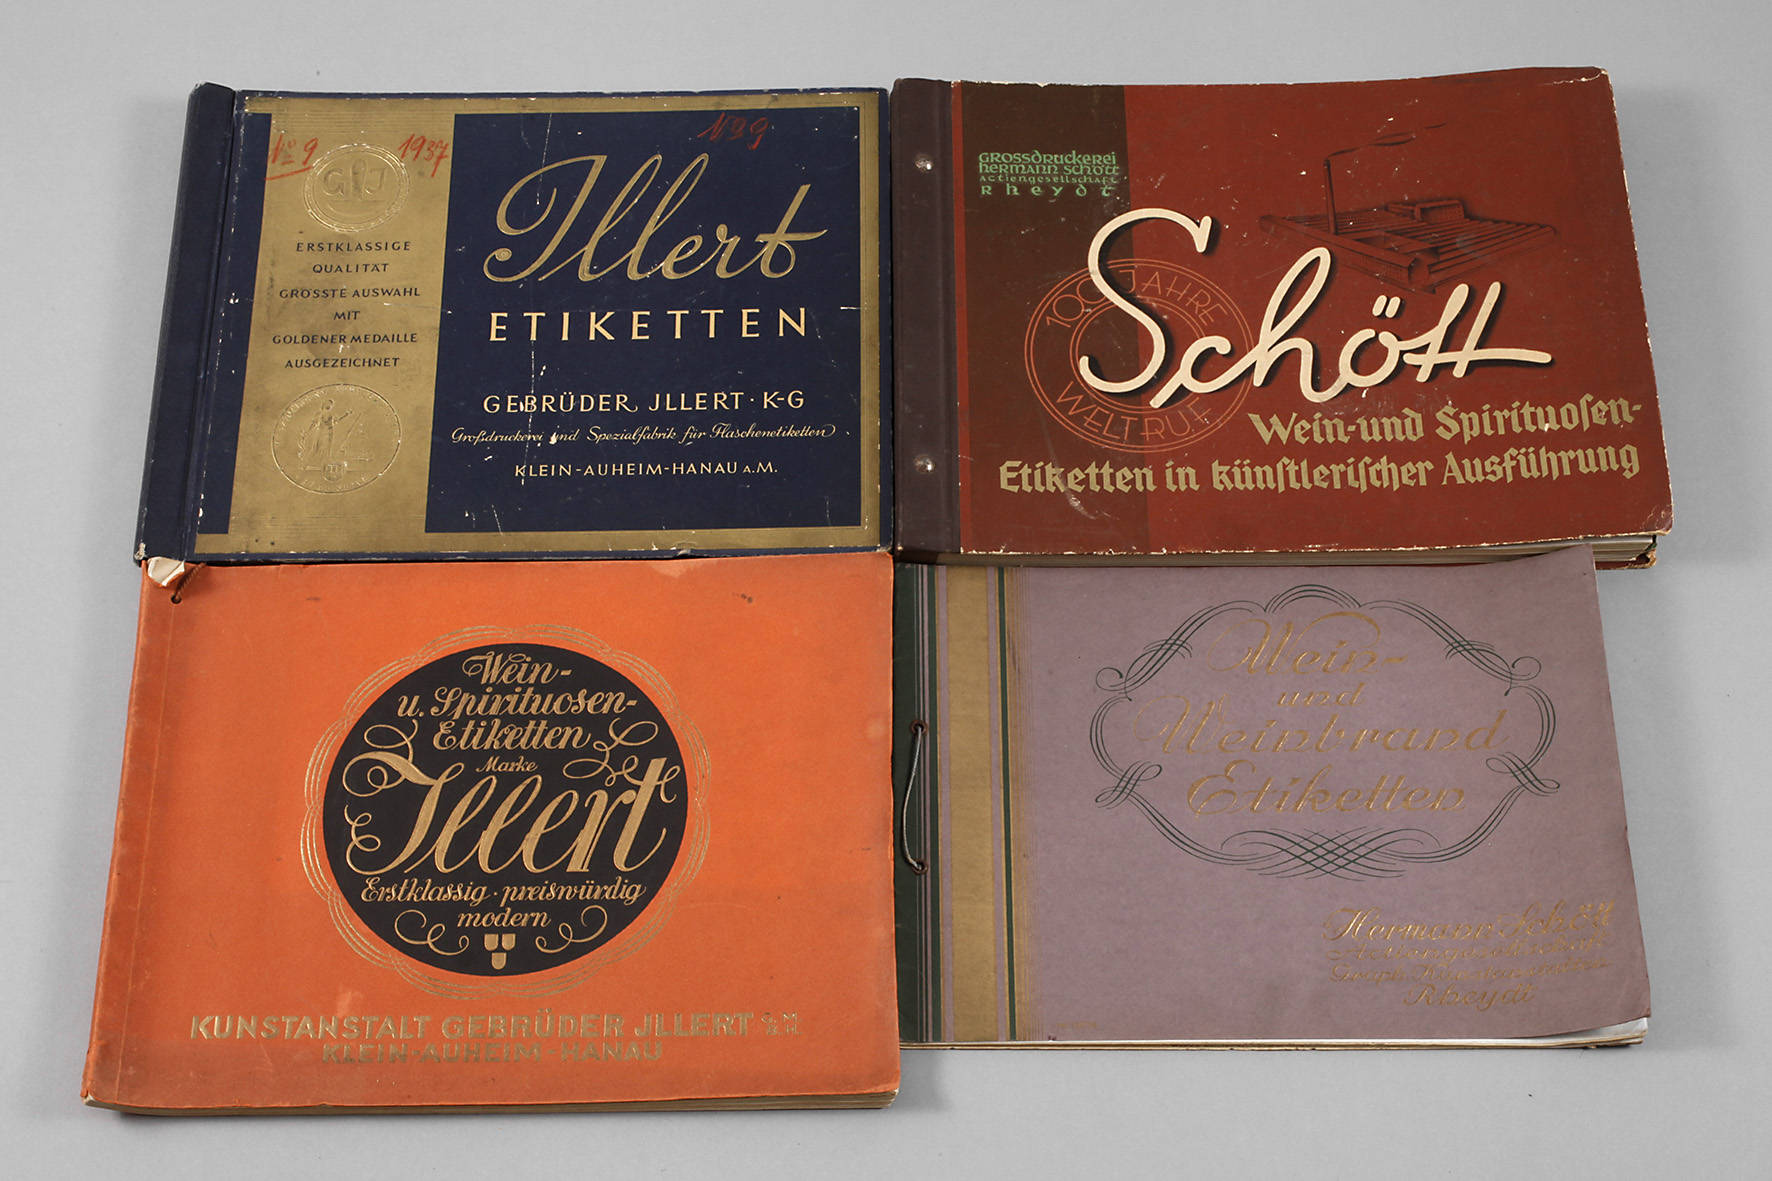 No 9
1937
No 9
G J
ERSTKLASSIGE
QUALITÄT
GRÖSSTE AUSWAHL
MIT
GOLDENER MEDAILLE
AUSGEZEICHNET
Jllert
ETIKETTEN
GEBRÜDER JLLERT · K-G
Großdruckerei und Spezialfabrik für Flaschenetiketten
KLEIN-AUHEIM-HANAU A.M.
GROSSDRUCKEREI
HERMANN SCHÖTT
ACTIENGESELLSCHAFT
RHEYDT
100 JAHRE
WELTRUF
Schött
Wein- und Spirituosen-
Etiketten in künstlerischer Ausführung
Wein-
u. Spirituosen-
Etiketten
Marke
Jllert
Erstklassig · preiswürdig
modern
KUNSTANSTALT GEBRÜDER JLLERT
KLEIN-AUHEIM-HANAU
Wein-
und
Weinbrand
Etiketten
Hermann Schött
Actiengesellschaft
Rheydt